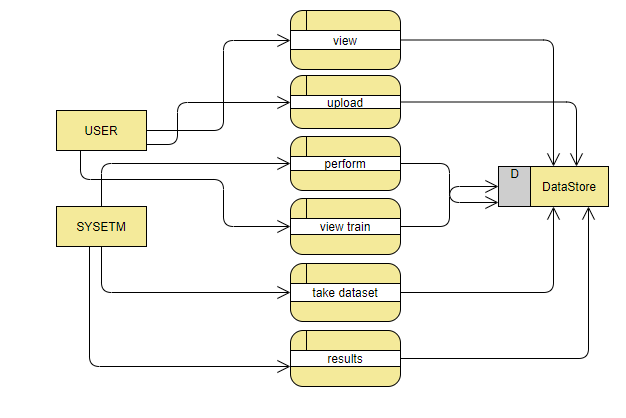 view
upload
USER
perform
D
DataStore
SYSETM
view train
take dataset
results